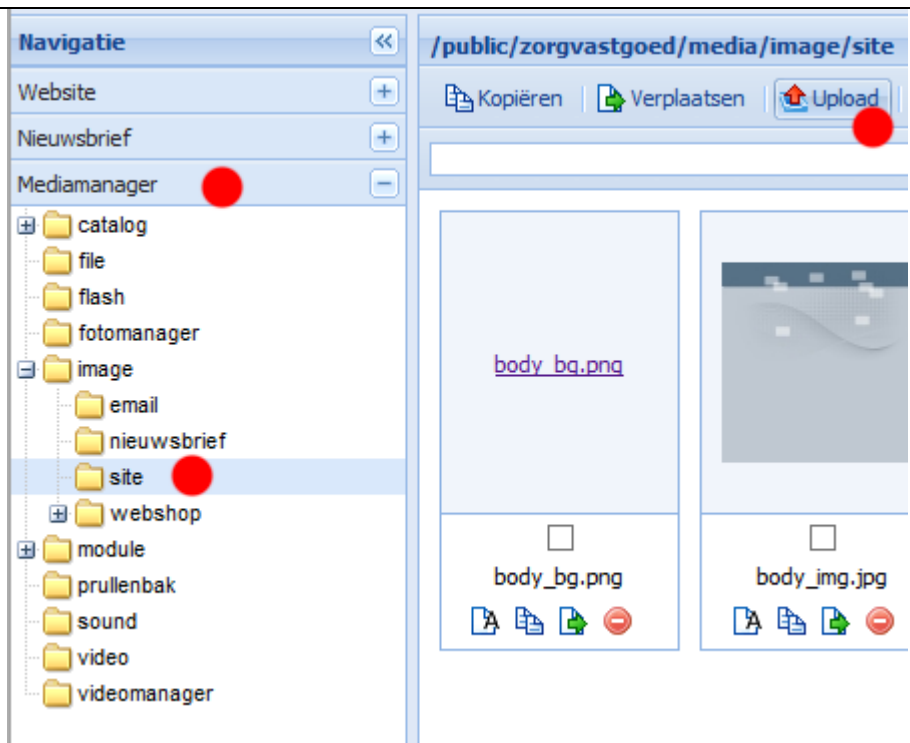 Navigatie
Website
Nieuwsbrief
Mediamanager
catalog
file
flash
fotomanager
image
email
nieuwsbrief
site
webshop
module
prullenbak
sound
video
videomanager
/public/zorgvastgoed/media/image/site
Kopiëren Verplaatsen Upload
body_bg.png
body_bg.png
body_img.jpg